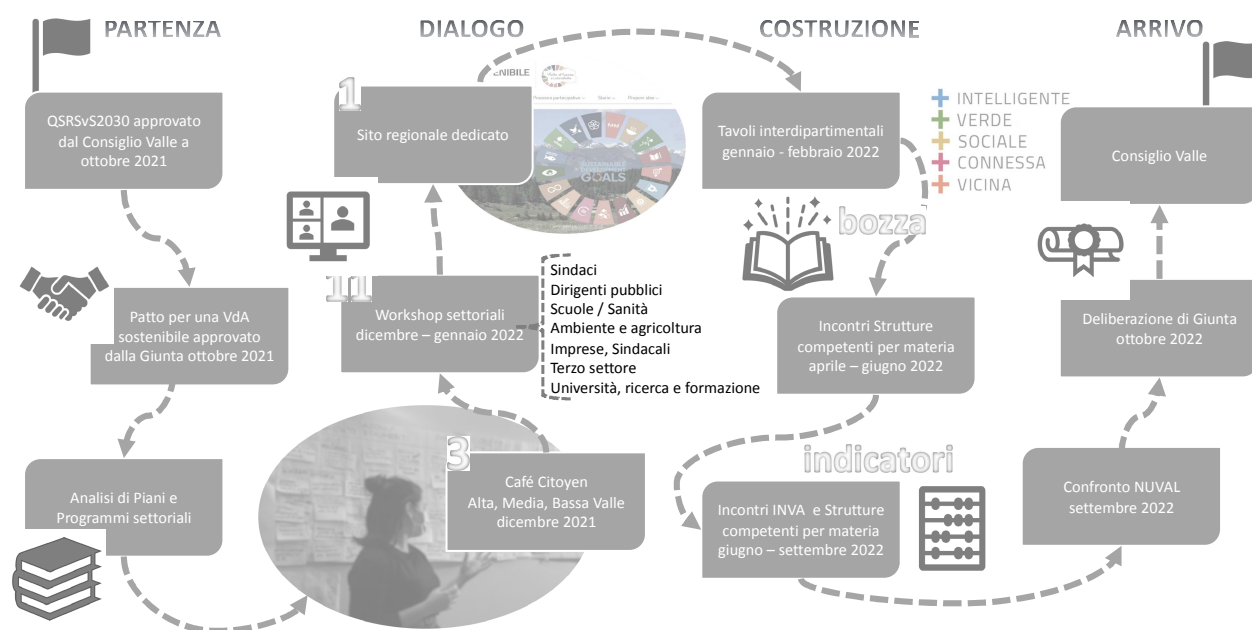 PARTENZA
QSRSvS2030 approvato
dal Consiglio Valle a
ottobre 2021
Patto per una VdA
sostenibile approvato
dalla Giunta ottobre 2021
Analisi di Piani e
Programmi settoriali
DIALOGO
3
Café Citoyen
Alta, Media, Bassa Valle
dicembre 2021
11
Workshop settoriali
dicembre – gennaio 2022
Sindaci
Dirigenti pubblici
Scuole / Sanità
Ambiente e agricoltura
Imprese, Sindacali
Terzo settore
Università, ricerca e formazione
1
Sito regionale dedicato
ENIBILE
GOALS
COSTRUZIONE
Tavoli interdipartimentali
gennaio - febbraio 2022
INTELLIGENTE
VERDE
SOCIALE
CONNESSA
VICINA
bozza
Incontri Strutture
competenti per materia
aprile – giugno 2022
indicatori
Incontri INVA e Strutture
competenti per materia
giugno – settembre 2022
ARRIVO
Confronto NUVAL
settembre 2022
Deliberazione di Giunta
ottobre 2022
Consiglio Valle